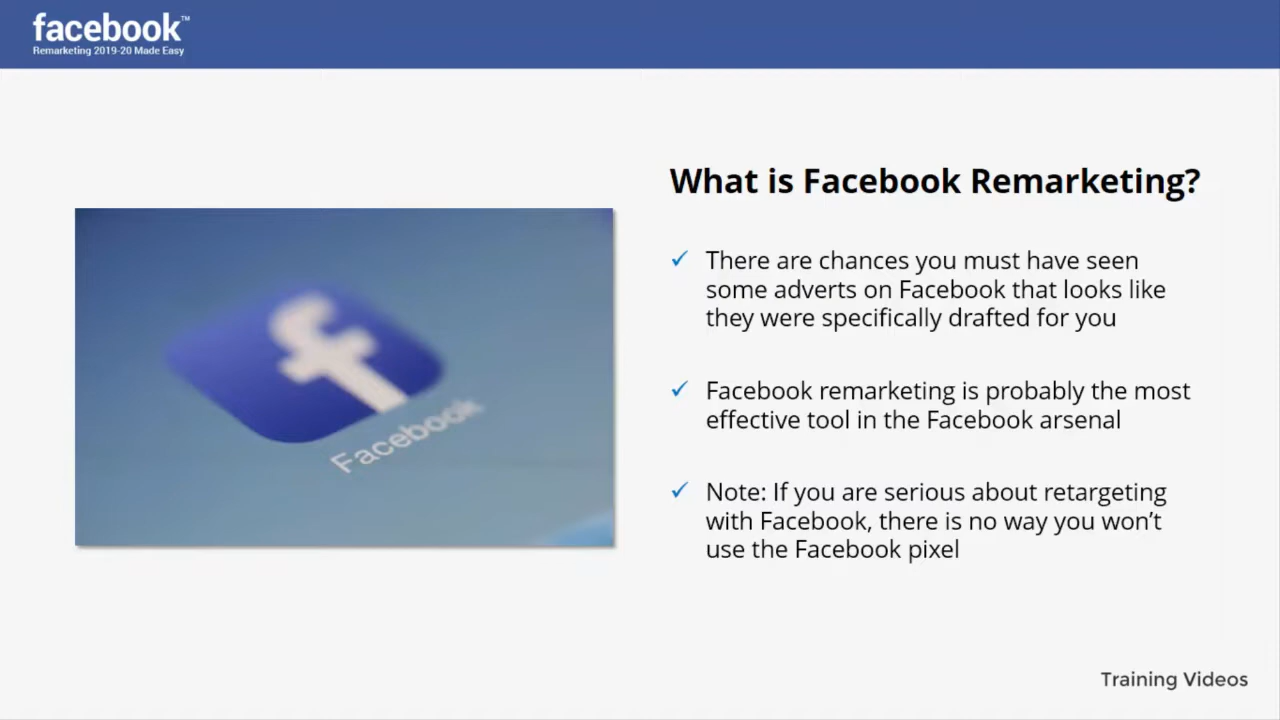 facebook™
Remarketing 2019-20 Made Easy
What is Facebook Remarketing?
✓ There are chances you must have seen
some adverts on Facebook that looks like
they were specifically drafted for you
✓ Facebook remarketing is probably the most
effective tool in the Facebook arsenal
✓ Note: If you are serious about retargeting
with Facebook, there is no way you won’t
use the Facebook pixel
f
Facebook
Training Videos